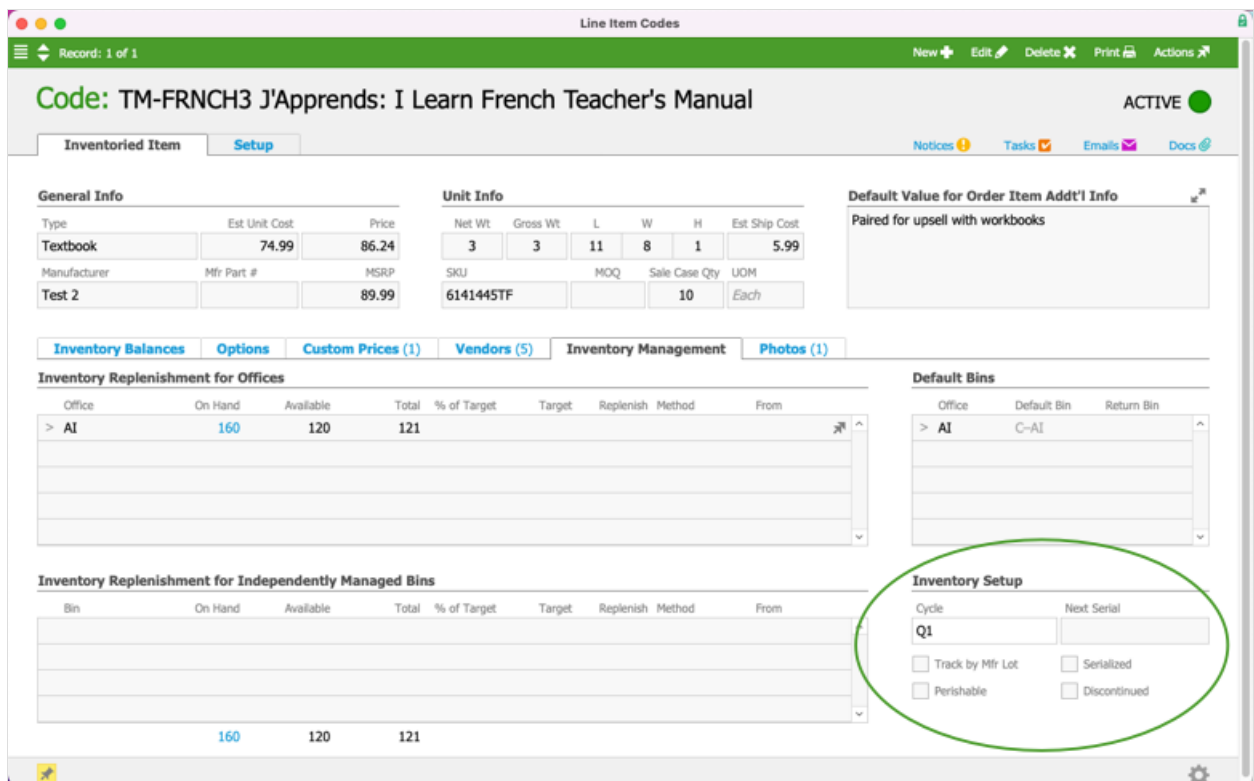 Line Item Codes
Record: 1 of 1 New Edit Delete Print Actions
Code: TM-FRNCH3 J'Apprends: I Learn French Teacher's Manual ACTIVE
Inventoried Item Setup Notices Tasks Emails Docs
General Info Unit Info Default Value for Order Item Addt'l Info
Type Est Unit Cost Price Net Wt Gross Wt L W H Est Ship Cost Paired for upsell with workbooks
Textbook 74.99 86.24 3 3 11 8 1 5.99
Manufacturer Mfr Part # MSRP SKU MOQ Sale Case Qty UOM
Test 2 89.99 6141445TF 10 Each
Inventory Balances Options Custom Prices (1) Vendors (5) Inventory Management Photos (1)
Inventory Replenishment for Offices Default Bins
Office On Hand Available Total % of Target Target Replenish Method From Office Default Bin Return Bin
> AI 160 120 121 > AI C-AI
Inventory Replenishment for Independently Managed Bins Inventory Setup
Bin On Hand Available Total % of Target Target Replenish Method From Cycle Next Serial
Q1
Track by Mfr Lot Serialized
Perishable Discontinued
160 120 121